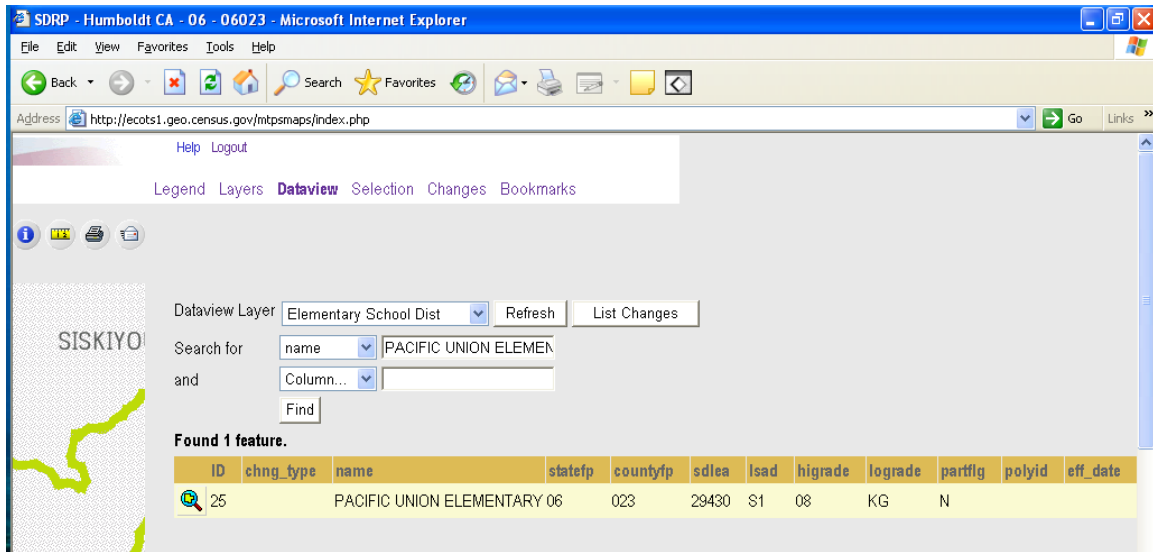 SDRP - Humboldt CA - 06 - 06023 - Microsoft Internet Explorer
File Edit View Favorites Tools Help
Back Search Favorites
Address http://ecots1.geo.census.gov/mtpsmaps/index.php Go Links »
Help Logout
Legend Layers Dataview Selection Changes Bookmarks
Dataview Layer Elementary School Dist Refresh List Changes
SISKIYO
Search for name PACIFIC UNION ELEMEN
and Column...
Find
Found 1 feature.
ID chng_type name statefp countyfp sdlea lsad higrade lograde partflg polyid eff_date
25 PACIFIC UNION ELEMENTARY 06 023 29430 S1 08 KG N